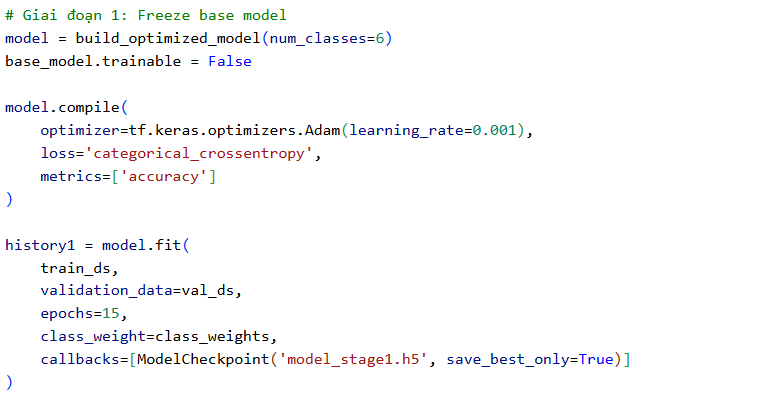 # Giai đoạn 1: Freeze base model
model = build_optimized_model(num_classes=6)
base_model.trainable = False

model.compile(
    optimizer=tf.keras.optimizers.Adam(learning_rate=0.001),
    loss='categorical_crossentropy',
    metrics=['accuracy']
)

history1 = model.fit(
    train_ds,
    validation_data=val_ds,
    epochs=15,
    class_weight=class_weights,
    callbacks=[ModelCheckpoint('model_stage1.h5', save_best_only=True)]
)